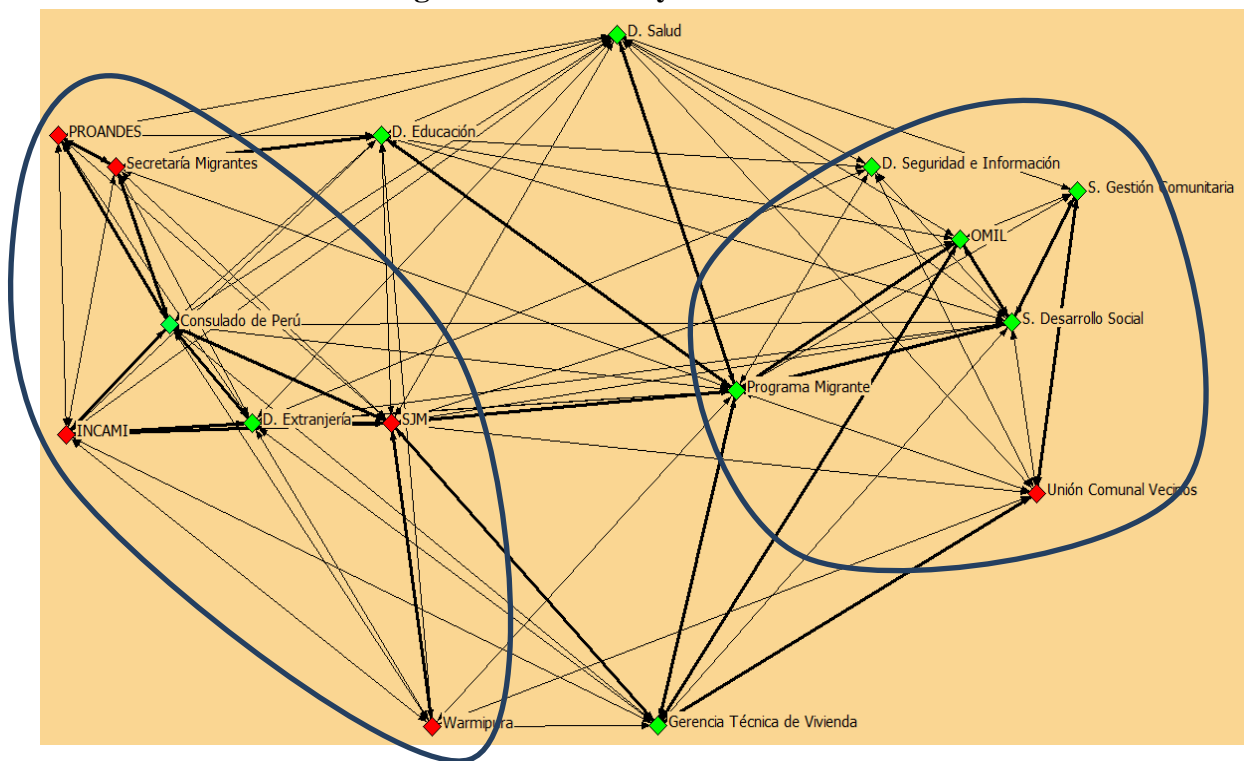 D. Salud
PROANDES
D. Educación
Secretaría Migrantes
D. Seguridad e Información
S. Gestión Comunitaria
OMIL
Consulado de Perú
S. Desarrollo Social
Programa Migrante
INCAMI
D. Extranjería
SJM
Unión Comunal Vecinos
Warmipura
Gerencia Técnica de Vivienda